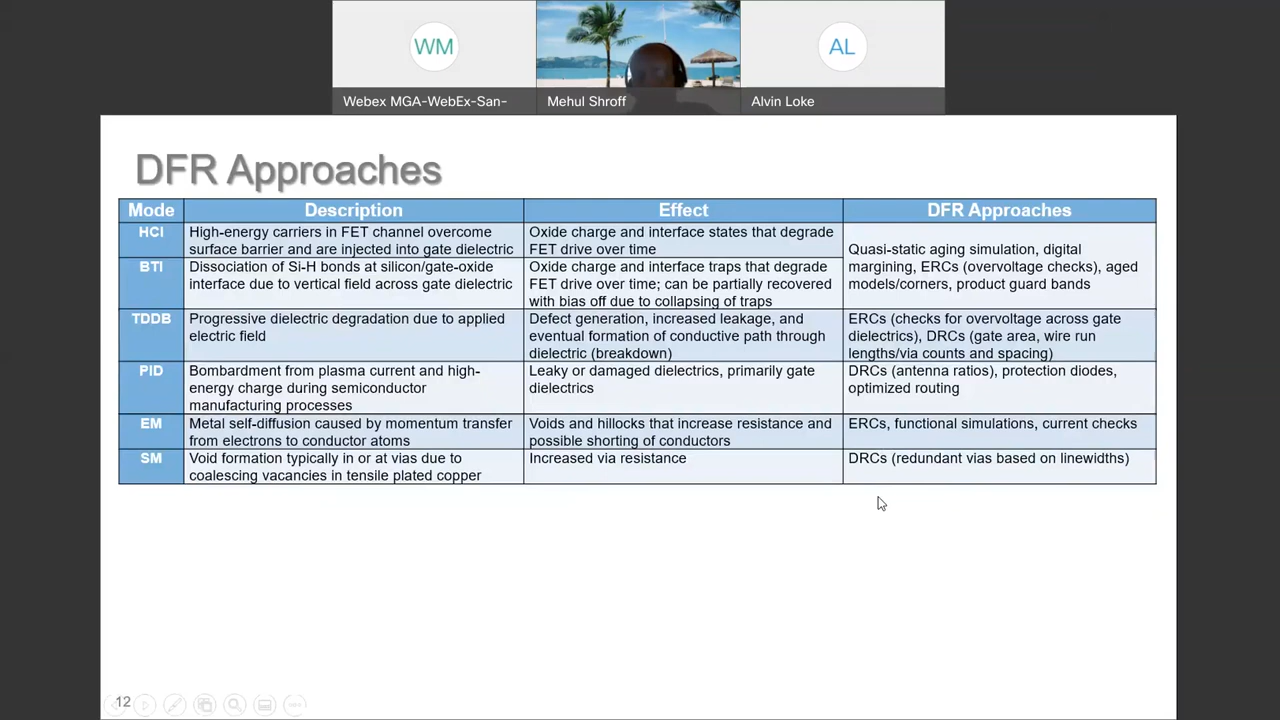 WM
AL
Webex MGA-WebEx-San-
Mehul Shroff
Alvin Loke
DFR Approaches
Mode
Description
Effect
DFR Approaches
HCI
High-energy carriers in FET channel overcome
surface barrier and are injected into gate dielectric
Oxide charge and interface states that degrade
FET drive over time
Quasi-static aging simulation, digital
margining, ERCs (overvoltage checks), aged
models/corners, product guard bands
BTI
Dissociation of Si-H bonds at silicon/gate-oxide
interface due to vertical field across gate dielectric
Oxide charge and interface traps that degrade
FET drive over time; can be partially recovered
with bias off due to collapsing of traps
TDDB
Progressive dielectric degradation due to applied
electric field
Defect generation, increased leakage, and
eventual formation of conductive path through
dielectric (breakdown)
ERCs (checks for overvoltage across gate
dielectrics), DRCs (gate area, wire run
lengths/via counts and spacing)
PID
Bombardment from plasma current and high-
energy charge during semiconductor
manufacturing processes
Leaky or damaged dielectrics, primarily gate
dielectrics
DRCs (antenna ratios), protection diodes,
optimized routing
EM
Metal self-diffusion caused by momentum transfer
from electrons to conductor atoms
Voids and hillocks that increase resistance and
possible shorting of conductors
ERCs, functional simulations, current checks
SM
Void formation typically in or at vias due to
coalescing vacancies in tensile plated copper
Increased via resistance
DRCs (redundant vias based on linewidths)
12